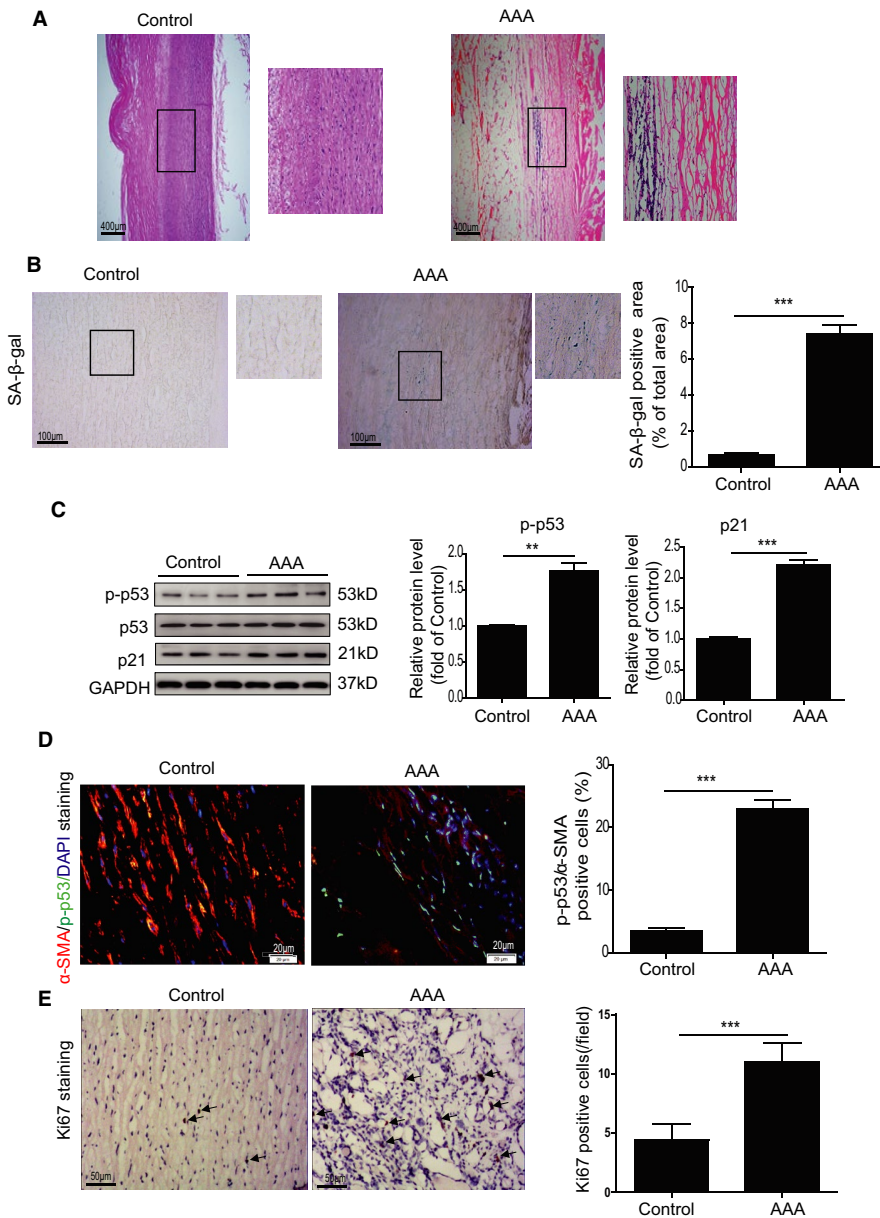 A
Control
AAA
400µm
400µm
B
Control
AAA
SA-β-gal
100µm
100µm
SA-β-gal positive area
(% of total area)
10
8
6
4
2
0
***
Control
AAA
C
Control
AAA
p-p53
53kD
p53
53kD
p21
21kD
GAPDH
37kD
p-p53
Relative protein level
(fold of Control)
2.0
1.5
1.0
0.5
0.0
**
Control
AAA
p21
Relative protein level
(fold of Control)
2.5
2.0
1.5
1.0
0.5
0.0
***
Control
AAA
D
Control
AAA
α-SMA/p-p53/DAPI staining
20µm
20 µm
20µm
20 µm
p-p53/α-SMA
positive cells (%)
30
20
10
0
***
Control
AAA
E
Control
AAA
Ki67 staining
50µm
50µm
Ki67 positive cells(/field)
15
10
5
0
***
Control
AAA